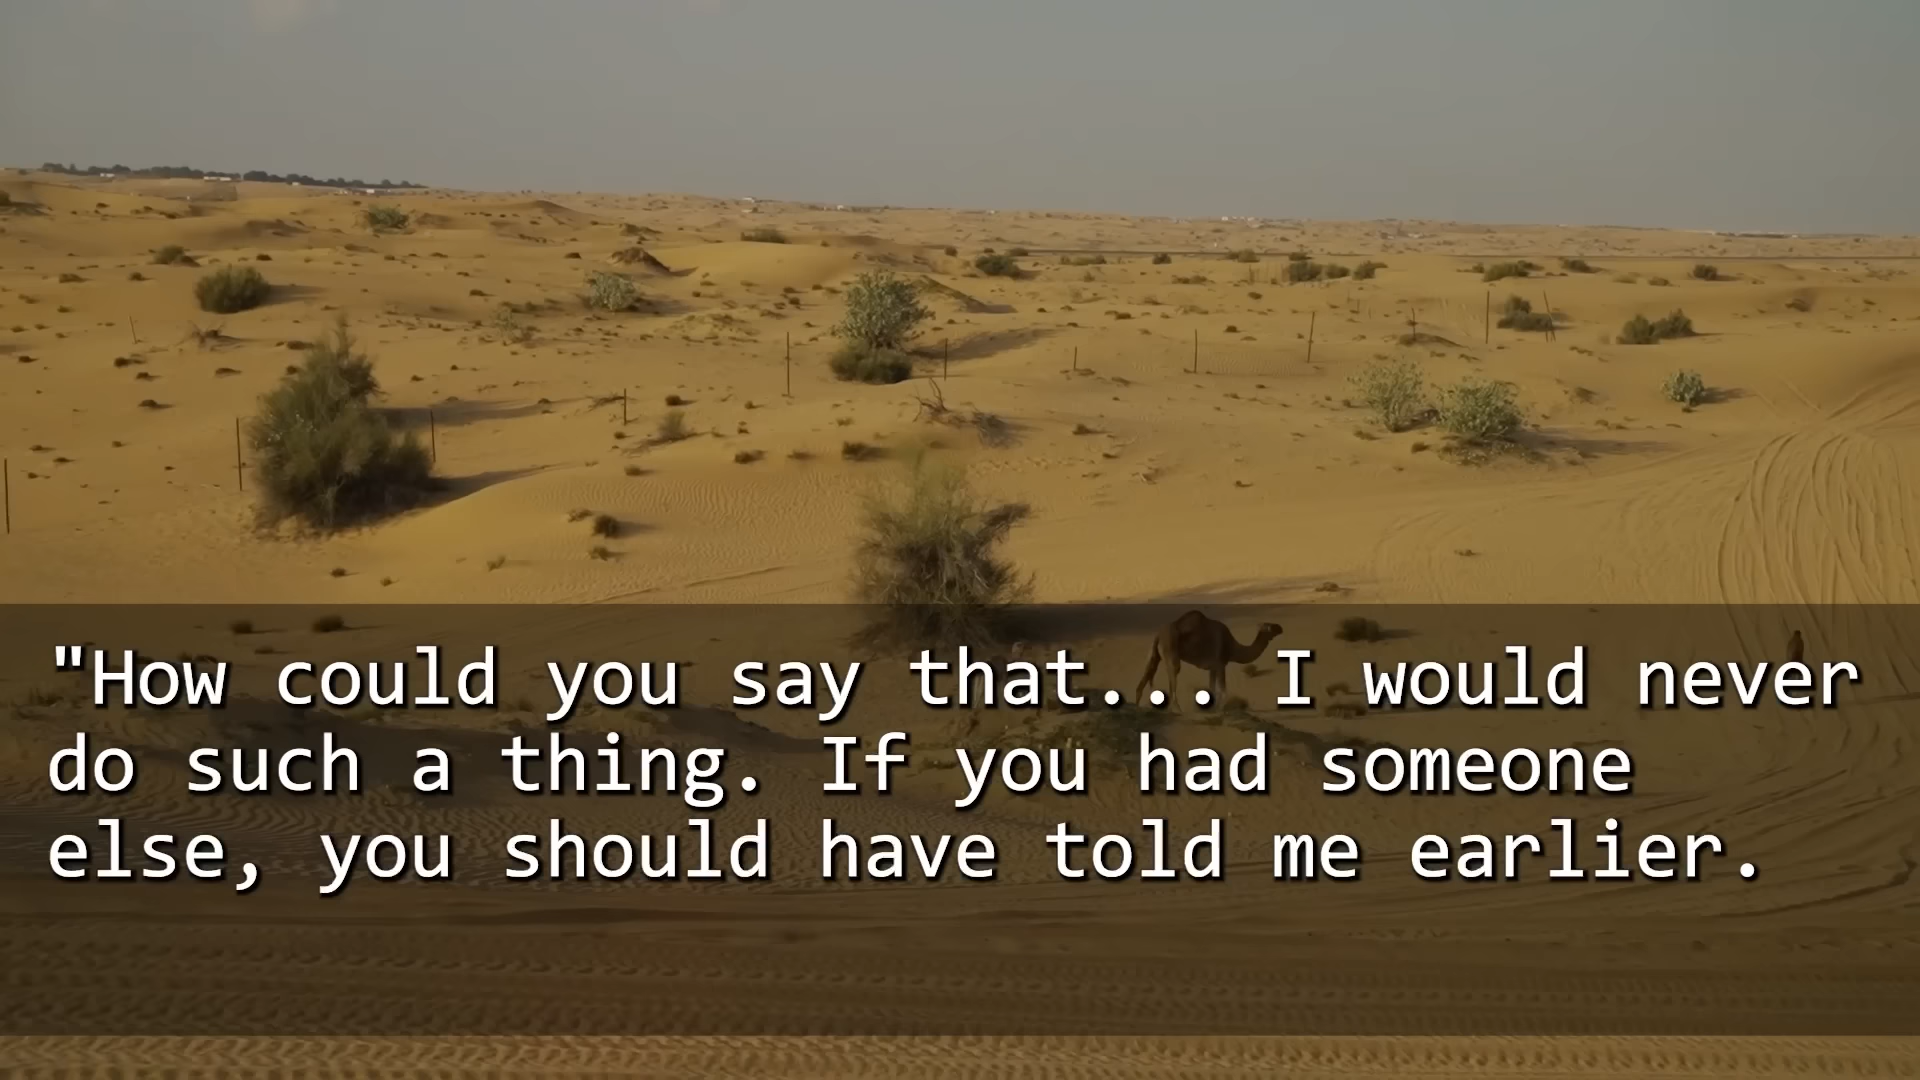 "How could you say that... I would never
do such a thing. If you had someone
else, you should have told me earlier.